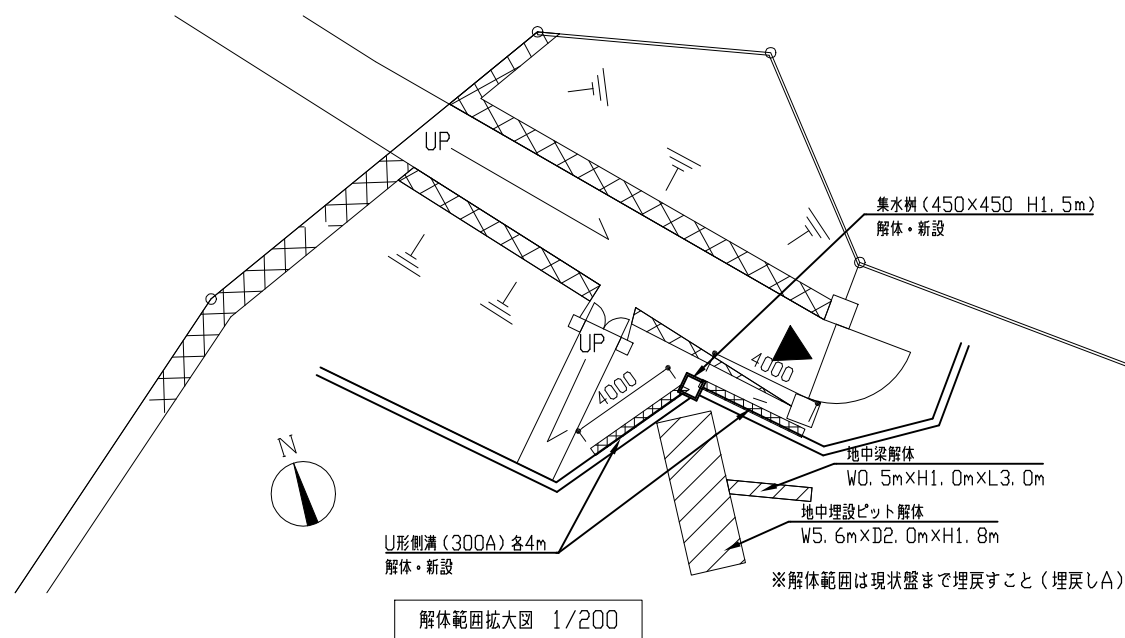 UP
集水桝(450×450 H1.5m)
解体・新設
UP
4000
4000
N
地中梁解体
W0.5m×H1.0m×L3.0m
地中埋設ピット解体
W5.6m×D2.0m×H1.8m
U形側溝(300A)各4m
解体・新設
※解体範囲は現状盤まで埋戻すこと(埋戻しA)
解体範囲拡大図 1/200